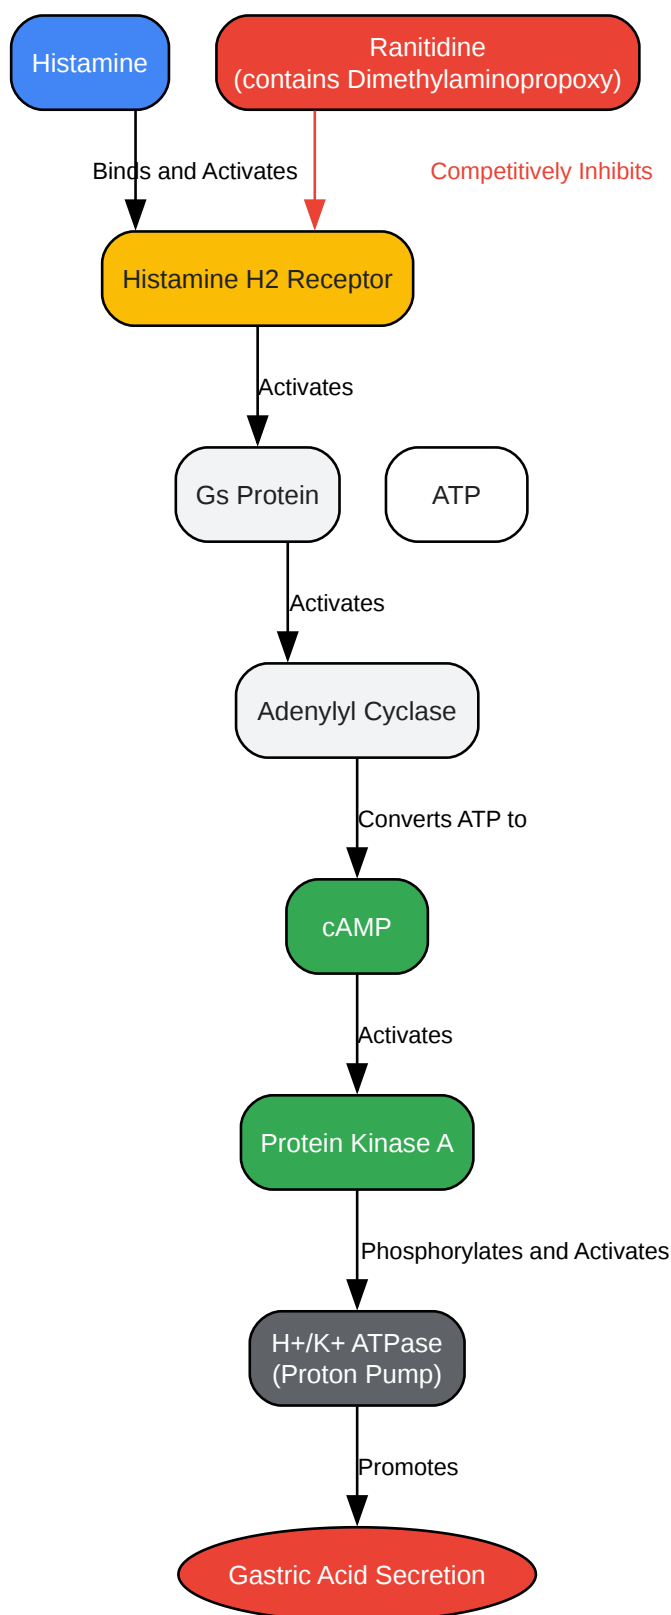 Histamine
Ranitidine
(contains Dimethylaminopropoxy)
Binds and Activates
Competitively Inhibits
Histamine H2 Receptor
Activates
Gs Protein
ATP
Activates
Adenylyl Cyclase
Converts ATP to
cAMP
Activates
Protein Kinase A
Phosphorylates and Activates
H+/K+ ATPase
(Proton Pump)
Promotes
Gastric Acid Secretion